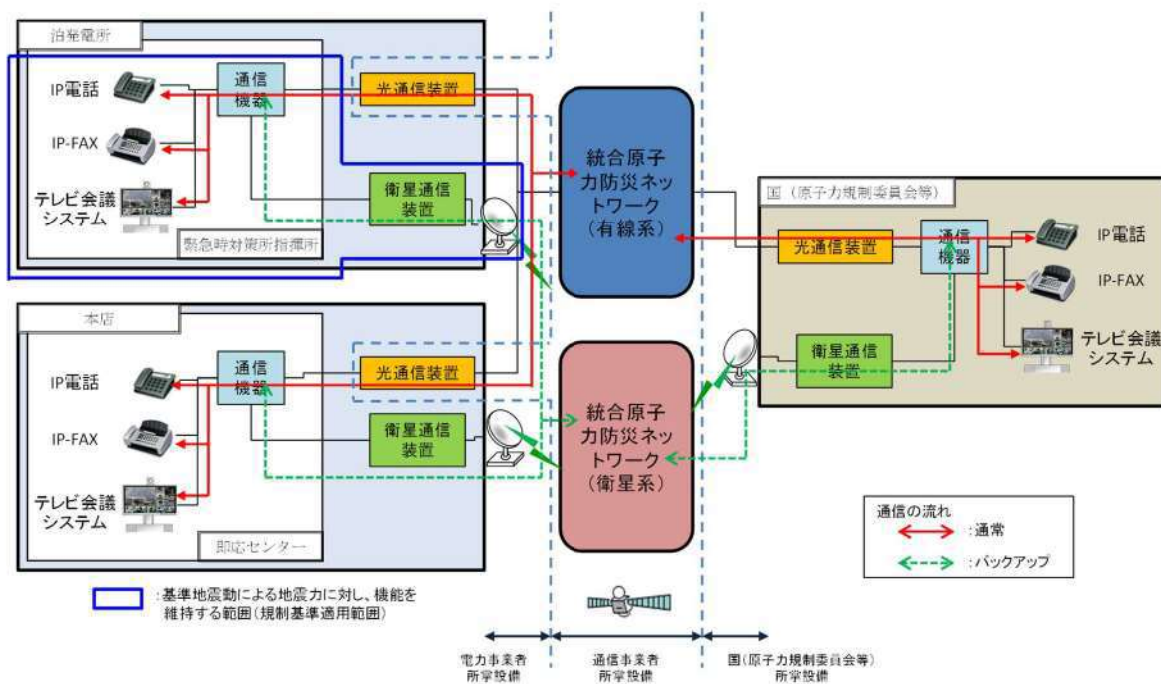 泊発電所
IP電話
通信
機器
光通信装置
IP-FAX
テレビ会議
システム
衛星通信
装置
緊急時対策所指揮所
統合原子
力防災ネッ
トワーク
(有線系)
国(原子力規制委員会等)
光通信装置
通信
機器
IP電話
IP-FAX
衛星通信
装置
テレビ会議
システム
本店
IP電話
通信
機器
光通信装置
IP-FAX
衛星通信
装置
テレビ会議
システム
即応センター
統合原子
力防災ネッ
トワーク
(衛星系)
通信の流れ
:通常
:バックアップ
:基準地震動による地震力に対し、機能を
維持する範囲(規制基準適用範囲)
電力事業者
所掌設備
通信事業者
所掌設備
国(原子力規制委員会等)
所掌設備